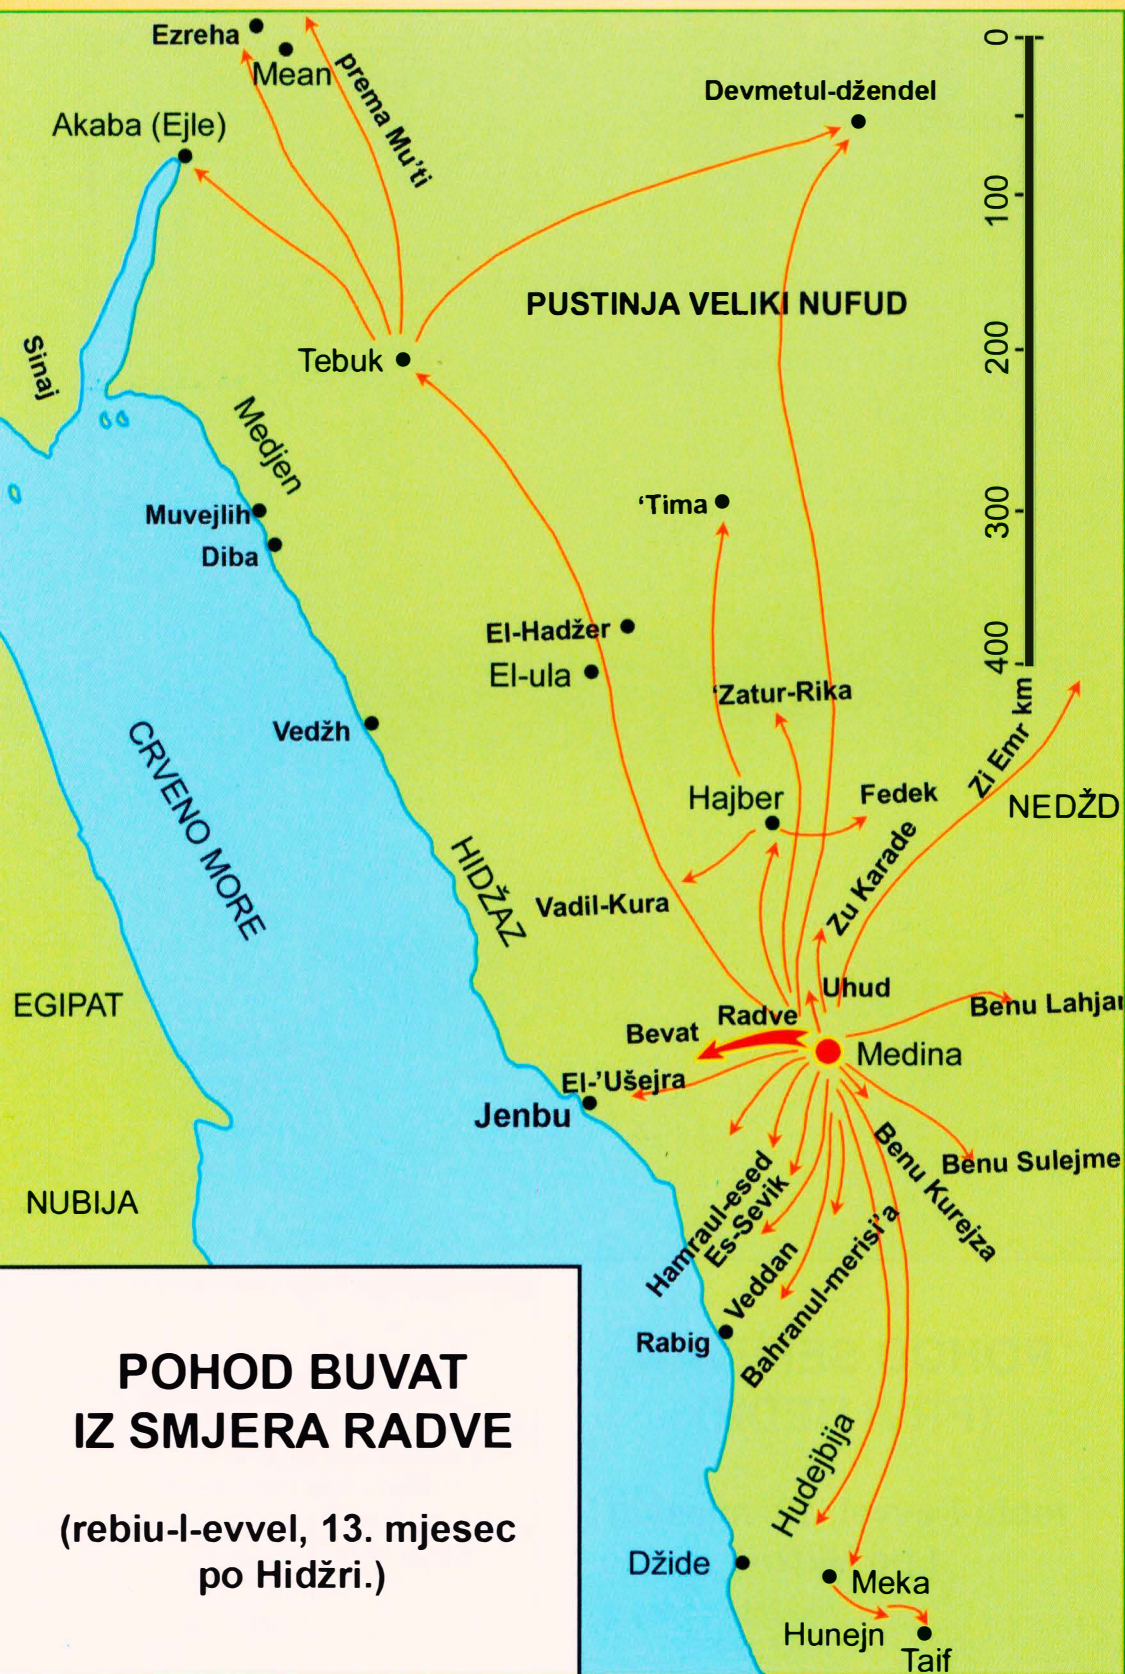 Ezreha
Mean
prema Mu'ti
Devmetul-džendel
Akaba (Ejle)
0
100
200
300
400
km
PUSTINJA VELIKI NUFUD
Sinaj
Tebuk
Medjen
Muvejlih
Diba
‘Tima
El-Hadžer
El-ula
‘Zatur-Rika
Vedžh
CRVENO MORE
Zi Emr
Hajber
Fedek
NEDŽD
HIDŽAZ
Zu Karade
Vadil-Kura
EGIPAT
Uhud
Benu Lahjar
Radve
Bevat
Medina
El-’Ušejra
Jenbu
Benu Kurejza
Benu Sulejme
NUBIJA
Hamraul-esed
Es-Sevik
Veddan
Bahranul-merisi’a
Rabig
POHOD BUVAT
IZ SMJERA RADVE
(rebiu-l-evvel, 13. mjesec
po Hidžri.)
Hudejbija
Džide
Meka
Hunejn
Taif